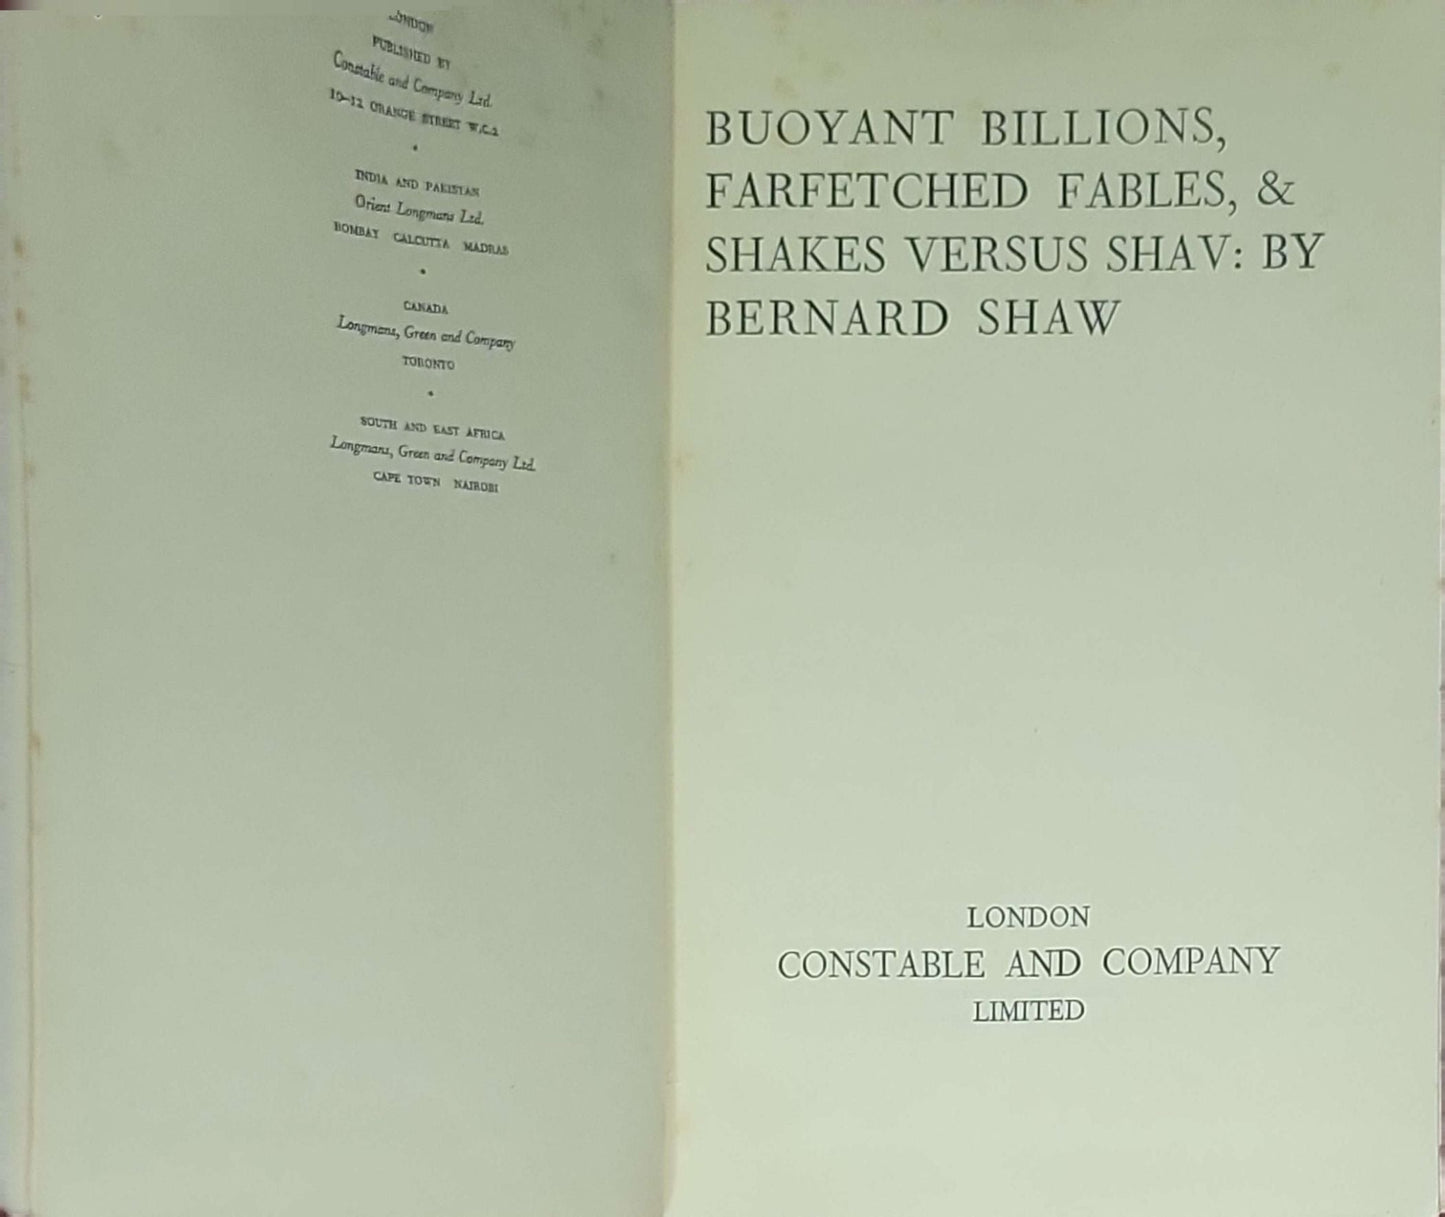 LONDON
PUBLISHED BY
Constable and Company Ltd.
10-12 ORANGE STREET W.C.2
INDIA AND PAKISTAN
Orient Longmans Ltd.
BOMBAY CALCUTTA MADRAS
CANADA
Longmans, Green and Company
TORONTO
SOUTH AND EAST AFRICA
Longmans, Green and Company Ltd.
CAPE TOWN NAIROBI
BUOYANT BILLIONS,
FARFETCHED FABLES, &
SHAKES VERSUS SHAV: BY
BERNARD SHAW
LONDON
CONSTABLE AND COMPANY
LIMITED